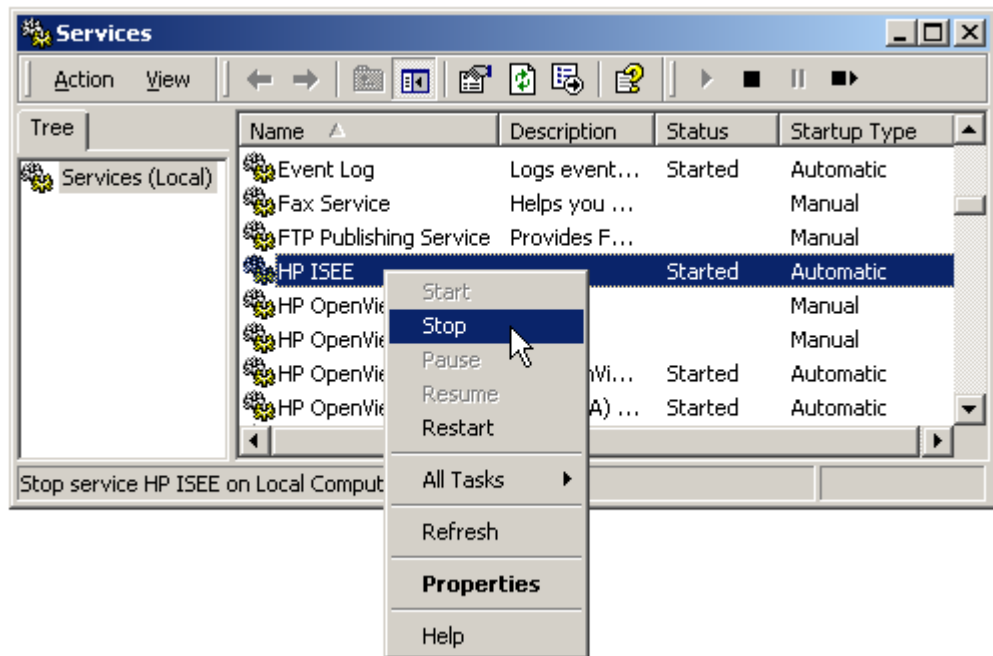 Services
Action View
Tree
Name Description Status Startup Type
Services (Local)
Event Log Logs event... Started Automatic
Fax Service Helps you ... Manual
FTP Publishing Service Provides F... Manual
HP ISEE Started Automatic
HP OpenVie Manual
HP OpenVie Manual
HP OpenVie nVi... Started Automatic
HP OpenVie A) ... Started Automatic
Start
Stop
Pause
Resume
Restart
All Tasks
Refresh
Properties
Help
Stop service HP ISEE on Local Comput